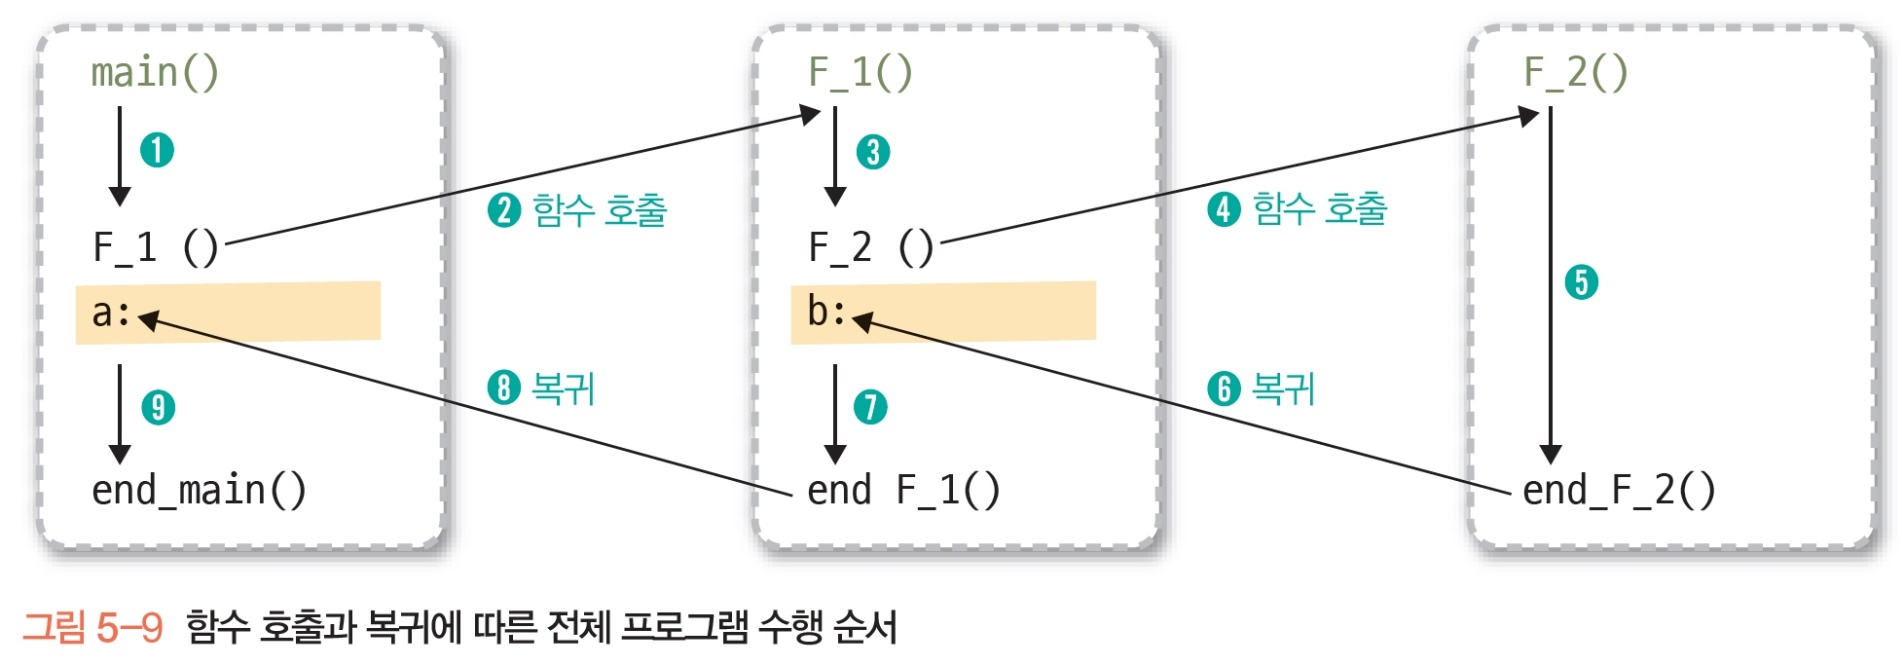 main()
❶
F_1 ()
a:
❾
end_main()
❷ 함수 호출
❽ 복귀
F_1()
❸
F_2 ()
b:
❼
end F_1()
❹ 함수 호출
❻ 복귀
F_2()
❺
end_F_2()
그림 5-9 함수 호출과 복귀에 따른 전체 프로그램 수행 순서